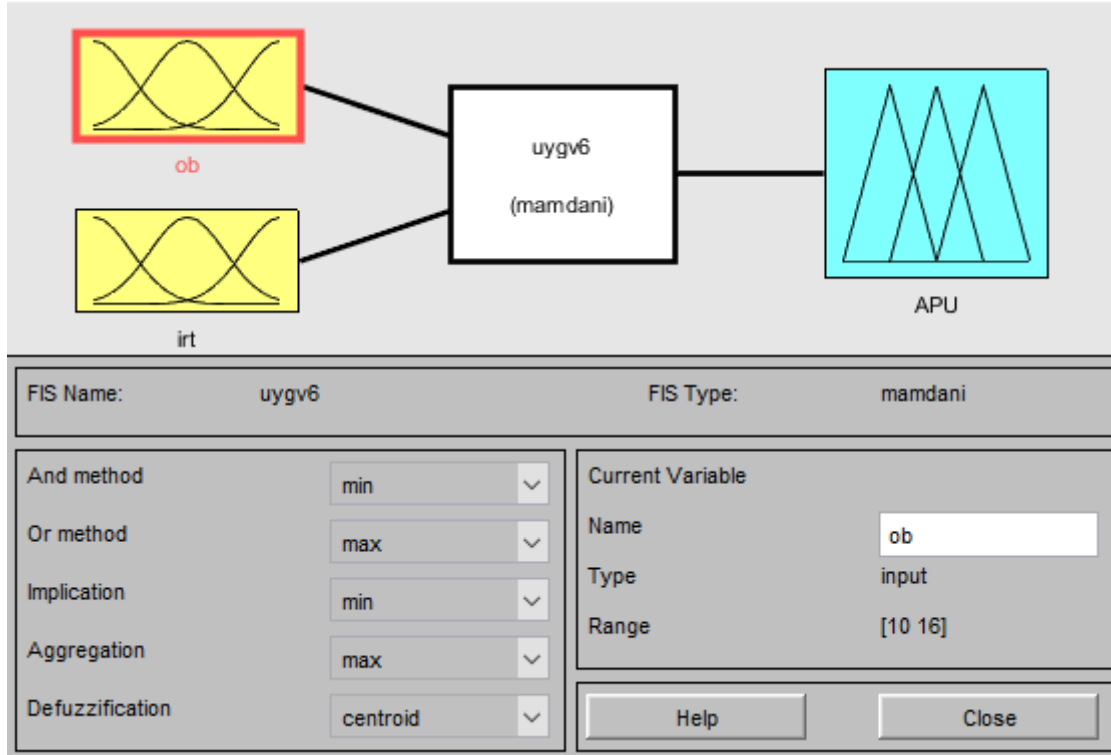 ob
irt
uygv6
(mamdani)
APU
FIS Name: uygv6 FIS Type: mamdani
And method min
Or method max
Implication min
Aggregation max
Defuzzification centroid
Current Variable
Name ob
Type input
Range [10 16]
Help Close